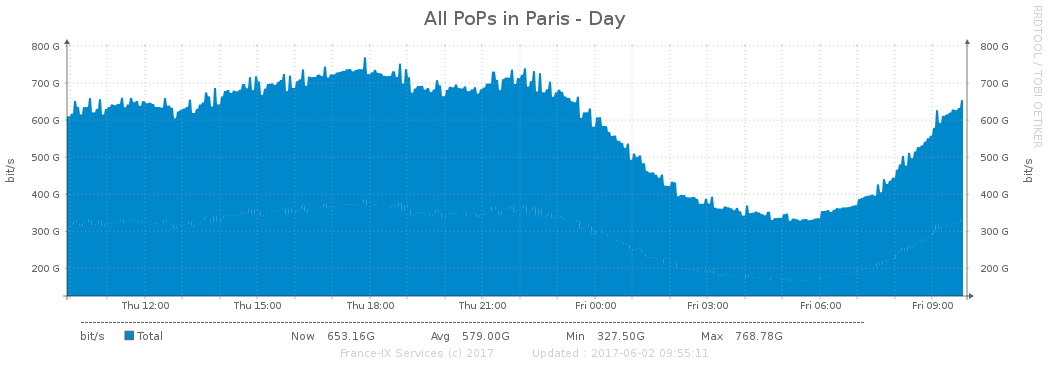 All PoPs in Paris - Day
RRDTOOL / TOBI OETIKER
800 G 800 G
700 G 700 G
600 G 600 G
500 G 500 G
400 G 400 G
300 G 300 G
200 G 200 G
bit/s bit/s
Thu 12:00 Thu 15:00 Thu 18:00 Thu 21:00 Fri 00:00 Fri 03:00 Fri 06:00 Fri 09:00
bit/s Total Now 653.16G Avg 579.00G Min 327.50G Max 768.78G
France-IX Services (c) 2017 Updated : 2017-06-02 09:55:11